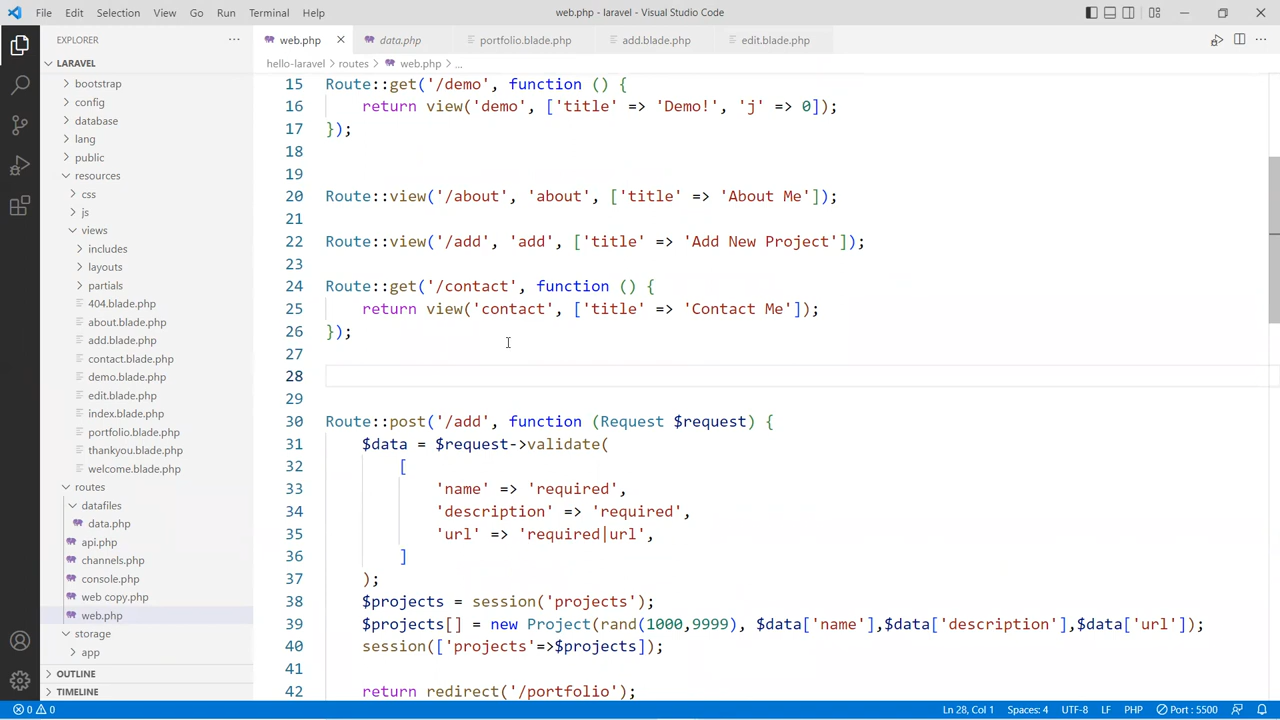 File Edit Selection View Go Run Terminal Help
web.php - laravel - Visual Studio Code
EXPLORER
LARAVEL
bootstrap
config
database
lang
public
resources
css
js
views
includes
layouts
partials
404.blade.php
about.blade.php
add.blade.php
contact.blade.php
demo.blade.php
edit.blade.php
index.blade.php
portfolio.blade.php
thankyou.blade.php
welcome.blade.php
routes
datafiles
data.php
api.php
channels.php
console.php
web copy.php
web.php
storage
app
OUTLINE
TIMELINE
web.php data.php portfolio.blade.php add.blade.php edit.blade.php
hello-laravel > routes > web.php > ...
15 Route::get('/demo', function () {
16 return view('demo', ['title' => 'Demo!', 'j' => 0]);
17 });
18
19
20 Route::view('/about', 'about', ['title' => 'About Me']);
21
22 Route::view('/add', 'add', ['title' => 'Add New Project']);
23
24 Route::get('/contact', function () {
25 return view('contact', ['title' => 'Contact Me']);
26 });
27
28
29
30 Route::post('/add', function (Request $request) {
31 $data = $request->validate(
32 [
33 'name' => 'required',
34 'description' => 'required',
35 'url' => 'required|url',
36 ]
37 );
38 $projects = session('projects');
39 $projects[] = new Project(rand(1000,9999), $data['name'],$data['description'],$data['url']);
40 session(['projects'=>$projects]);
41
42 return redirect('/portfolio');
0 0 Ln 28, Col 1 Spaces: 4 UTF-8 LF PHP Port : 5500